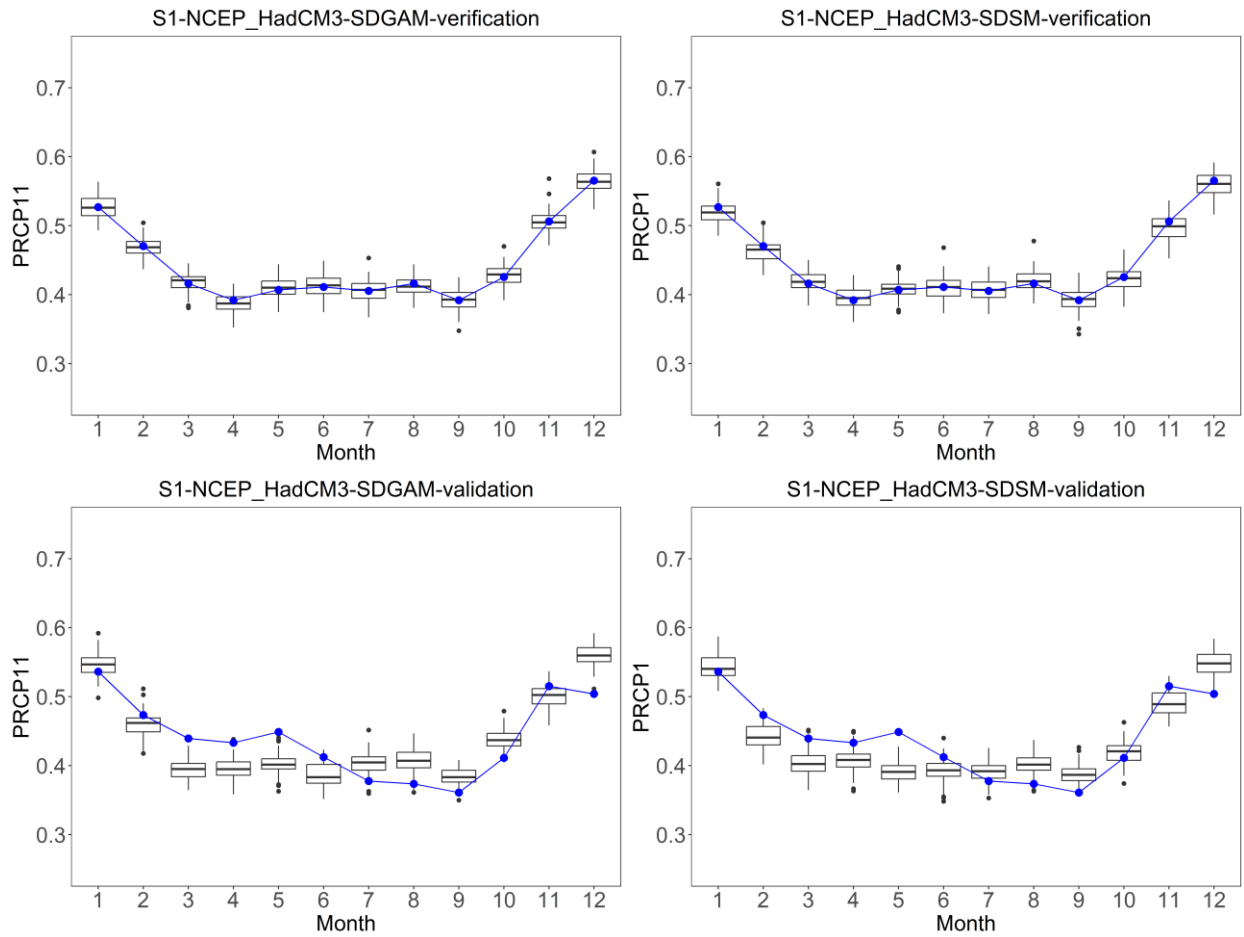 S1-NCEP_HadCM3-SDGAM-verification
PRCP11
0.7
0.6
0.5
0.4
0.3
1 2 3 4 5 6 7 8 9 10 11 12
Month
S1-NCEP_HadCM3-SDSM-verification
PRCP1
0.7
0.6
0.5
0.4
0.3
1 2 3 4 5 6 7 8 9 10 11 12
Month
S1-NCEP_HadCM3-SDGAM-validation
PRCP11
0.7
0.6
0.5
0.4
0.3
1 2 3 4 5 6 7 8 9 10 11 12
Month
S1-NCEP_HadCM3-SDSM-validation
PRCP1
0.7
0.6
0.5
0.4
0.3
1 2 3 4 5 6 7 8 9 10 11 12
Month